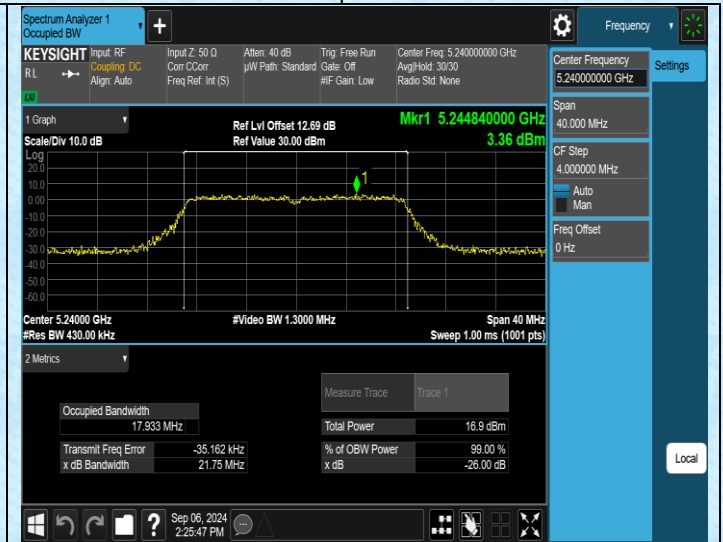 Spectrum Analyzer 1
Occupied BW
+
Frequency
KEYSIGHT
RL
LXI
Input: RF
Coupling: DC
Align: Auto
Input Z: 50 Ω
Corr CCorr
Freq Ref: Int (S)
Atten: 40 dB
µW Path: Standard
Trig: Free Run
Gate: Off
#IF Gain: Low
Center Freq: 5.240000000 GHz
Avg|Hold: 30/30
Radio Std: None
Center Frequency
5.240000000 GHz
Settings
Span
40.000 MHz
CF Step
4.000000 MHz
Auto
Man
Freq Offset
0 Hz
1 Graph
Scale/Div 10.0 dB
Ref Lvl Offset 12.69 dB
Ref Value 30.00 dBm
Mkr1 5.244840000 GHz
3.36 dBm
Log
20.0
10.0
0.00
-10.0
-20.0
-30.0
-40.0
-50.0
-60.0
1
Center 5.24000 GHz
#Res BW 430.00 kHz
#Video BW 1.3000 MHz
Span 40 MHz
Sweep 1.00 ms (1001 pts)
2 Metrics
Measure Trace Trace 1
Occupied Bandwidth
17.933 MHz
Total Power 16.9 dBm
Transmit Freq Error -35.162 kHz
% of OBW Power 99.00 %
x dB Bandwidth 21.75 MHz
x dB -26.00 dB
Local
?
Sep 06, 2024
2:25:47 PM